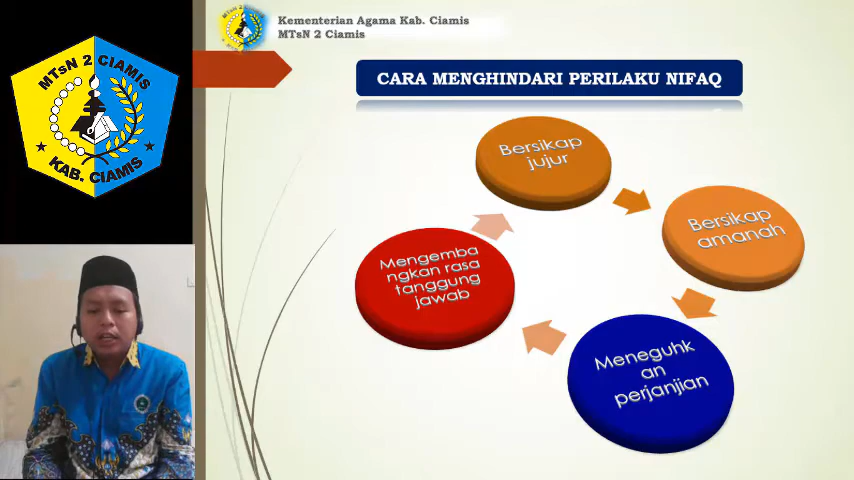 MTsN 2 CIAMIS
KAB. CIAMIS
Kementerian Agama Kab. Ciamis
MTsN 2 Ciamis
CARA MENGHINDARI PERILAKU NIFAQ
Bersikap
jujur
Bersikap
amanah
Meneguhk
an
perjanjian
Mengemba
ngkan rasa
tanggung
jawab